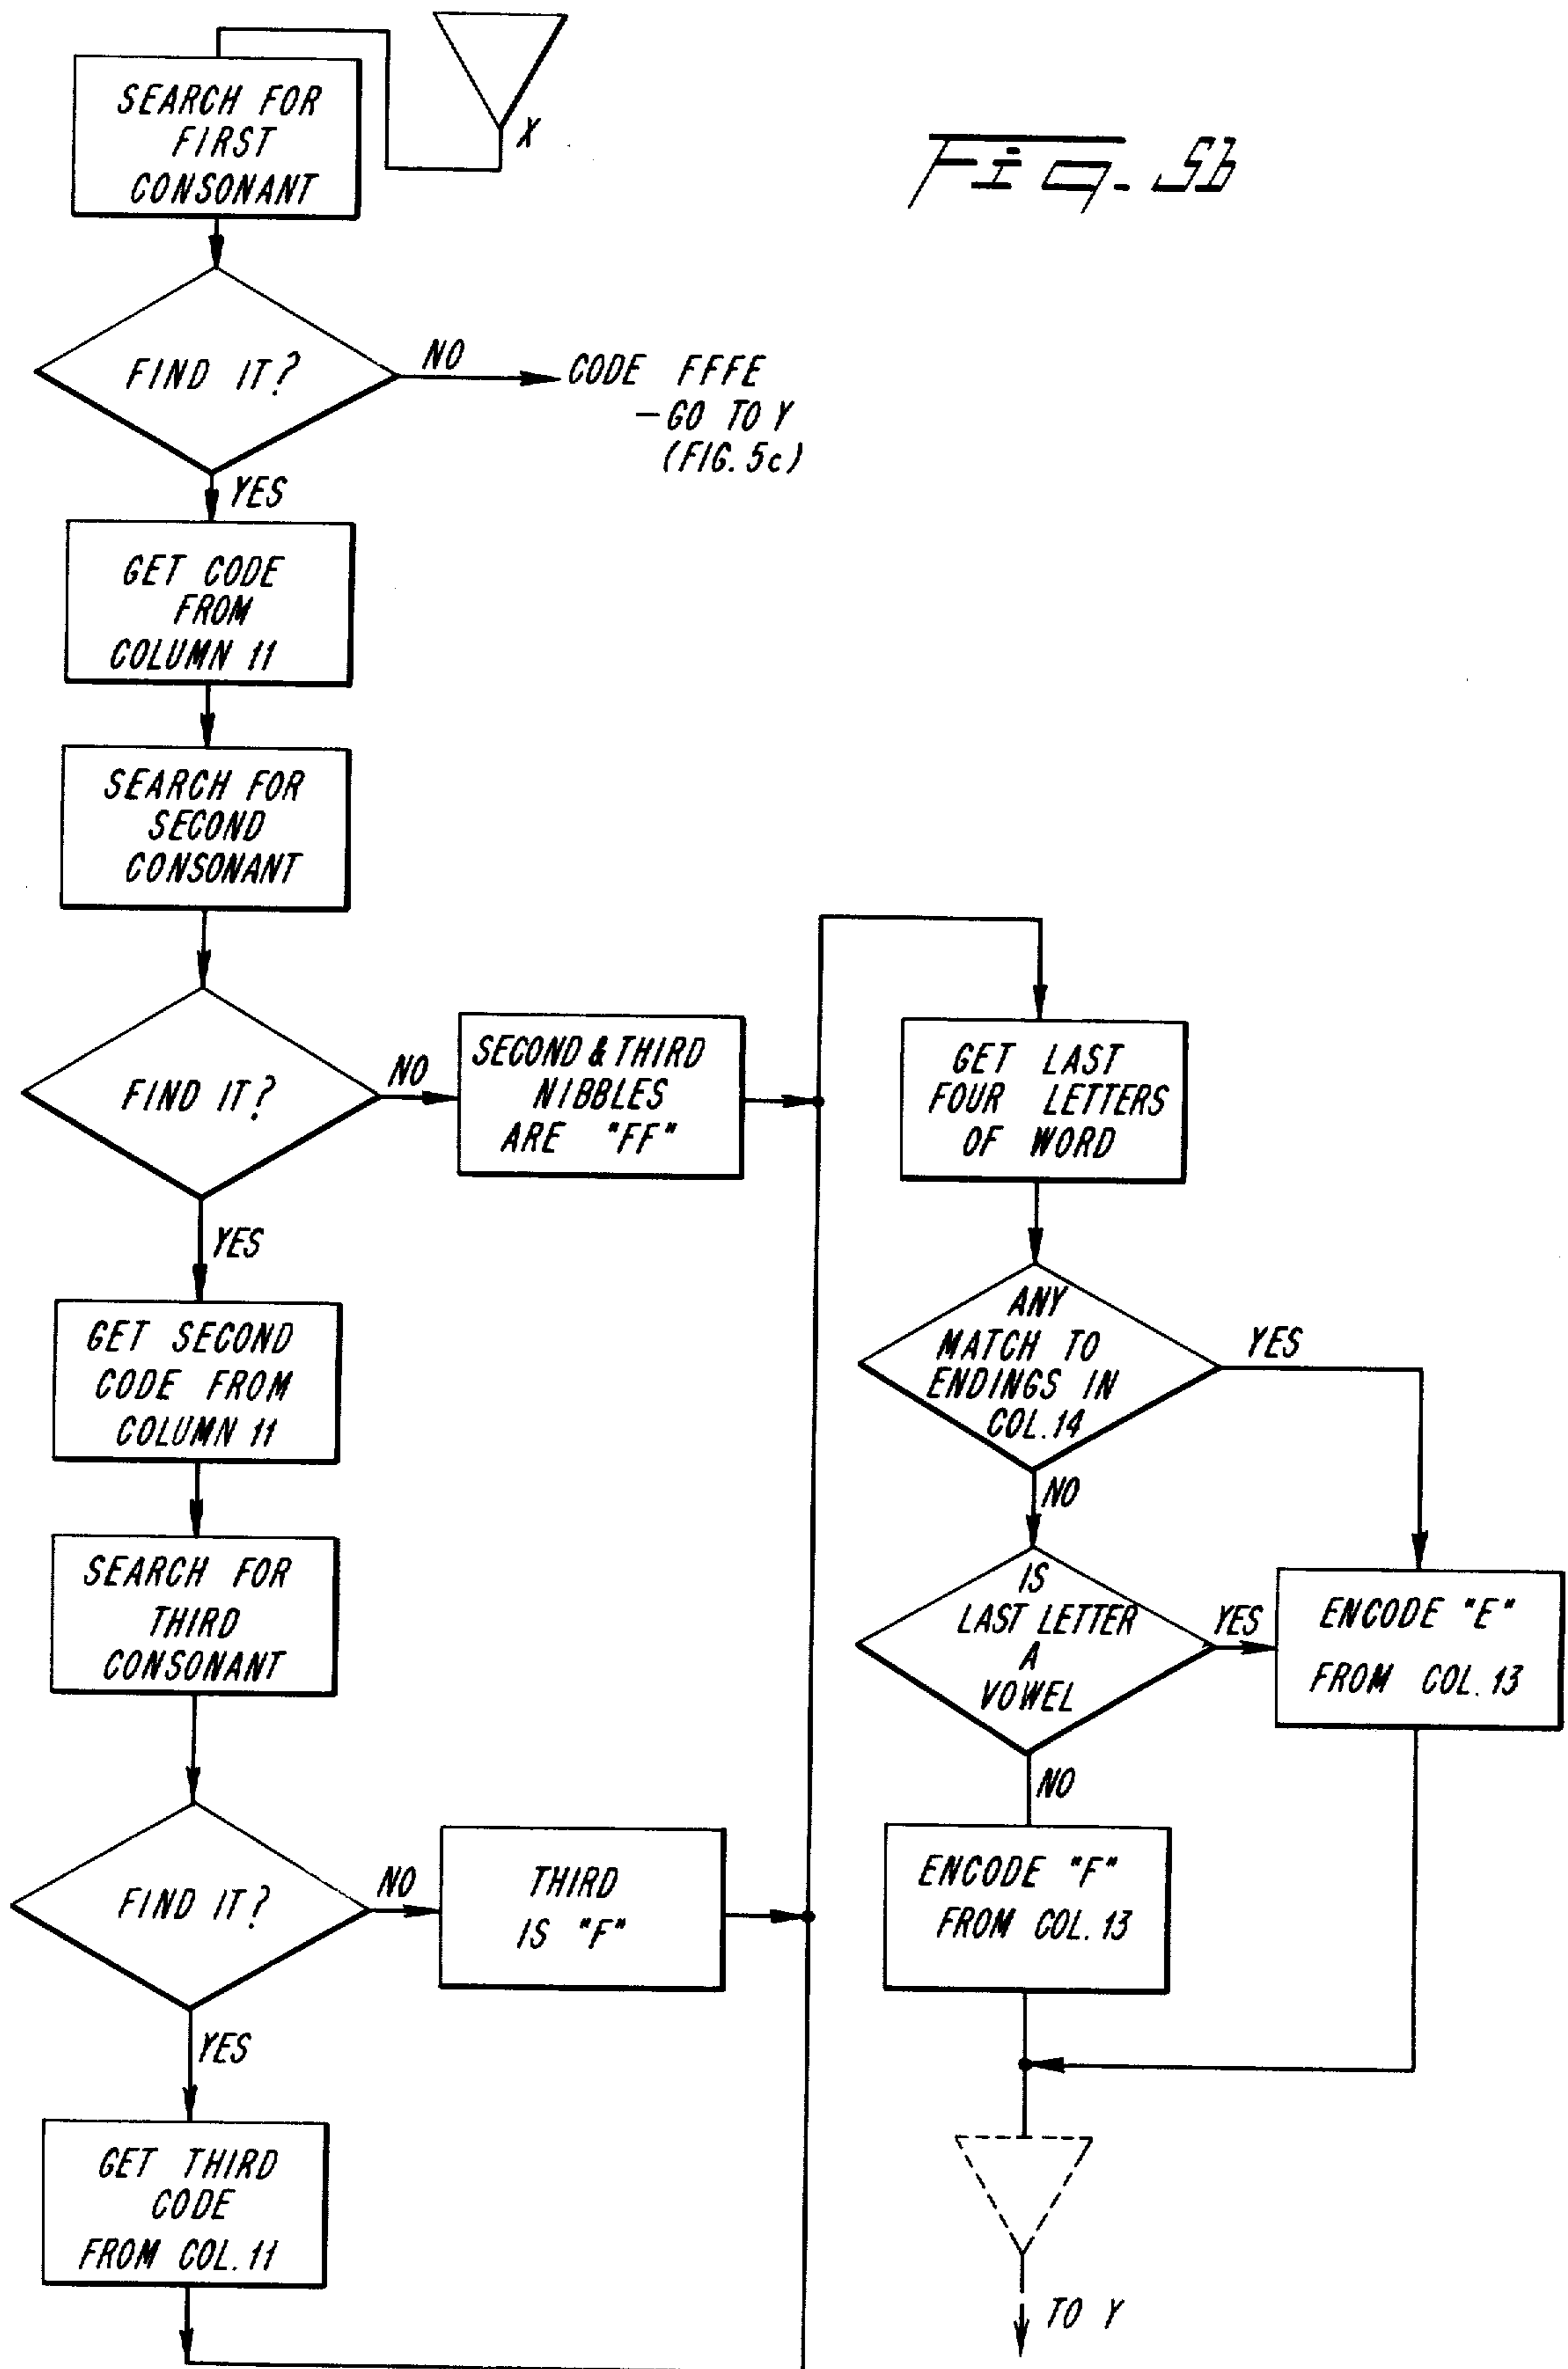 X
Fig. 5b
SEARCH FOR
FIRST
CONSONANT
FIND IT?
NO
CODE FFFE
- GO TO Y
(FIG. 5c)
YES
GET CODE
FROM
COLUMN 11
SEARCH FOR
SECOND
CONSONANT
FIND IT?
NO
SECOND & THIRD
NIBBLES
ARE "FF"
YES
GET SECOND
CODE FROM
COLUMN 11
SEARCH FOR
THIRD
CONSONANT
FIND IT?
NO
THIRD
IS "F"
YES
GET THIRD
CODE
FROM COL. 11
GET LAST
FOUR LETTERS
OF WORD
ANY
MATCH TO
ENDINGS IN
COL. 14
YES
NO
IS
LAST LETTER
A
VOWEL
YES
ENCODE "E"
FROM COL. 13
NO
ENCODE "F"
FROM COL. 13
TO Y